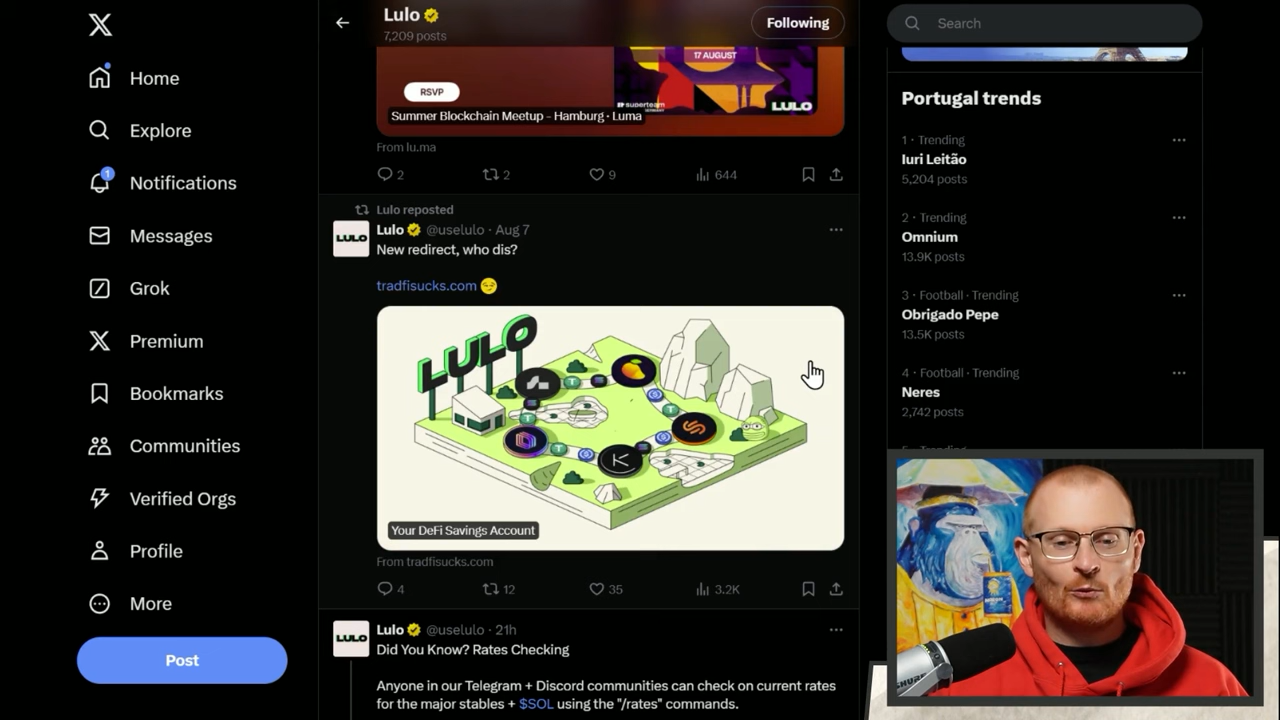 Home
Explore
1
Notifications
Messages
Grok
Premium
Bookmarks
Communities
Verified Orgs
Profile
More
Post
Lulo
7,209 posts
Following
17 AUGUST
RSVP
superteam
GERMANY
LULO
Summer Blockchain Meetup - Hamburg · Luma
From lu.ma
2
2
9
644
Lulo reposted
LULO
Lulo @uselulo · Aug 7
New redirect, who dis?
tradfisucks.com
LULO
Your DeFi Savings Account
From tradfisucks.com
4
12
35
3.2K
LULO
Lulo @uselulo · 21h
Did You Know? Rates Checking
Anyone in our Telegram + Discord communities can check on current rates
for the major stables + $SOL using the "/rates" commands.
Search
Portugal trends
1 · Trending
Iuri Leitão
5,204 posts
2 · Trending
Omnium
13.9K posts
3 · Football · Trending
Obrigado Pepe
13.5K posts
4 · Football · Trending
Neres
2,742 posts